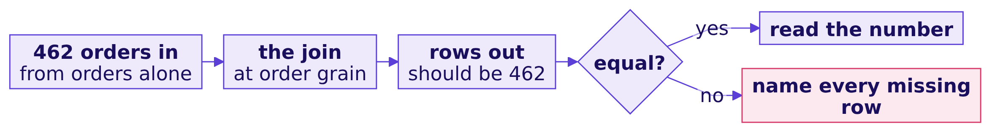 462 orders in
from orders alone
the join
at order grain
rows out
should be 462
equal?
yes
read the number
no
name every missing
row